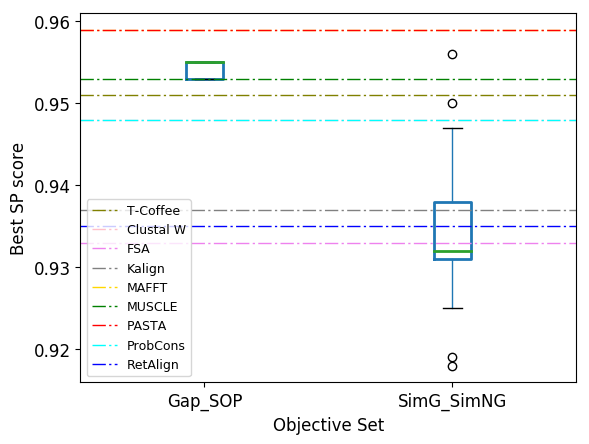 0.96
0.95
0.94
0.93
0.92
Best SP score
T-Coffee
Clustal W
FSA
Kalign
MAFFT
MUSCLE
PASTA
ProbCons
RetAlign
Gap_SOP
SimG_SimNG
Objective Set